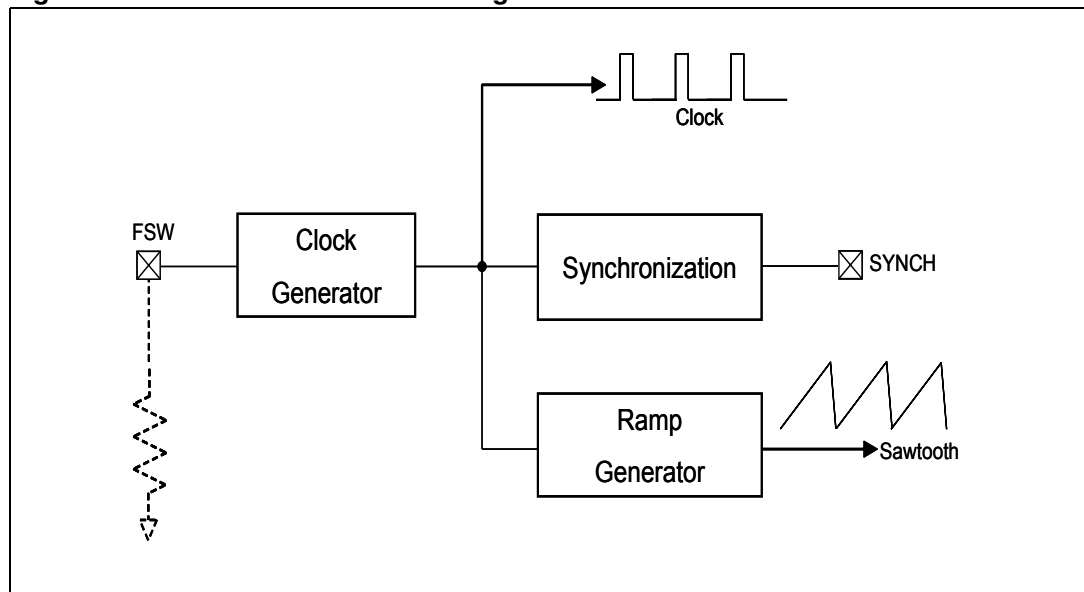 Clock
FSW
Clock
Generator
Synchronization
SYNCH
Ramp
Generator
Sawtooth